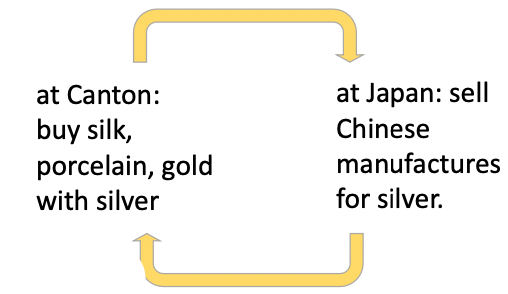 at Canton:
buy silk,
porcelain, gold
with silver
at Japan: sell
Chinese
manufactures
for silver.